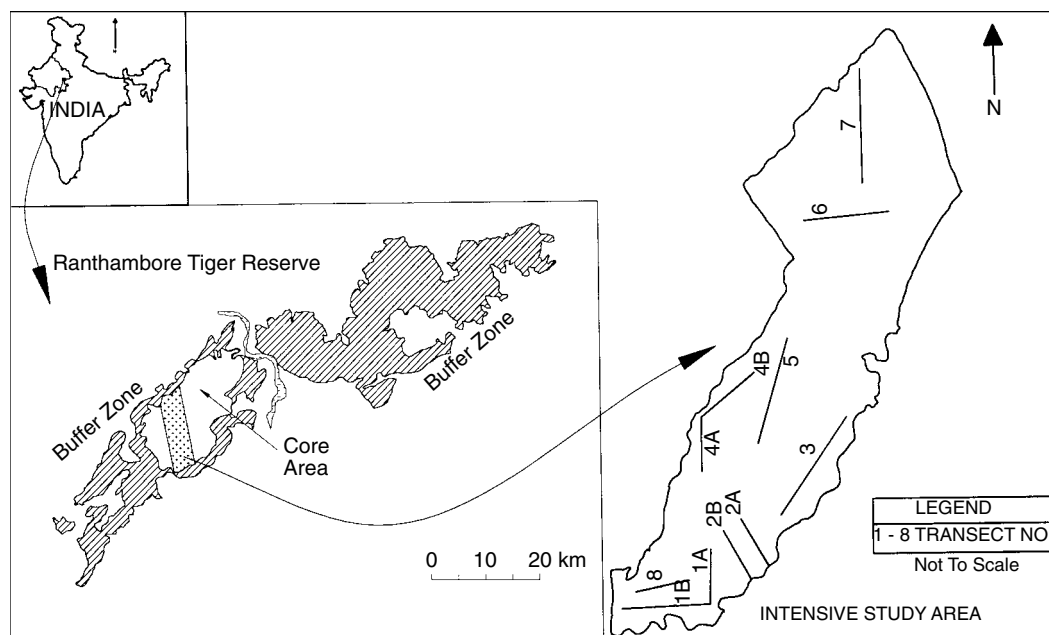 INDIA
Ranthambore Tiger Reserve
Buffer Zone
Buffer Zone
Core
Area
0 10 20 km
N
7
6
4B
5
4A
3
2B
2A
8
1B
1A
LEGEND
1 - 8 TRANSECT NO
Not To Scale
INTENSIVE STUDY AREA